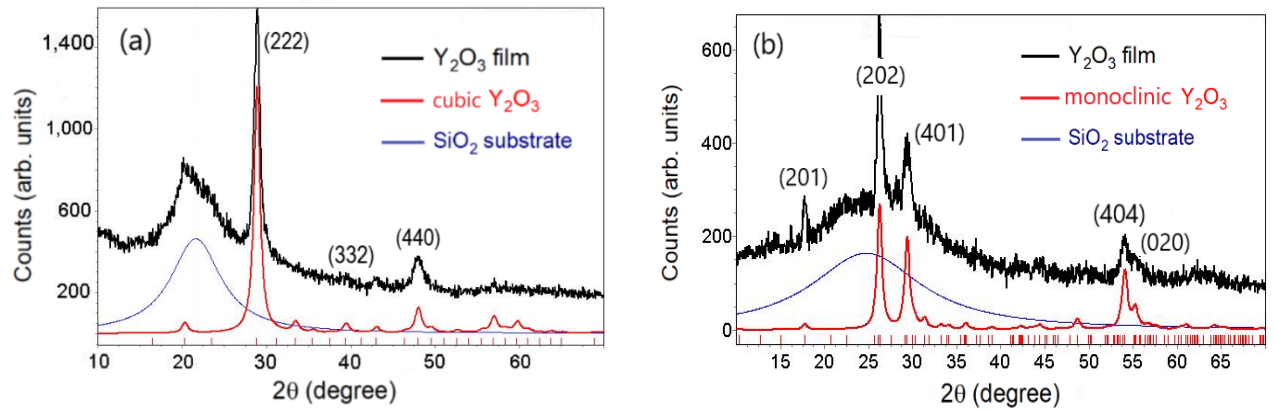 (a)
1,400
1,000
600
200
Counts (arb. units)
(222)
(332)
(440)
Y₂O₃ film
cubic Y₂O₃
SiO₂ substrate
10 20 30 40 50 60
2θ (degree)
(b)
600
400
200
0
Counts (arb. units)
(201)
(202)
(401)
(404)
(020)
Y₂O₃ film
monoclinic Y₂O₃
SiO₂ substrate
15 20 25 30 35 40 45 50 55 60 65
2θ (degree)